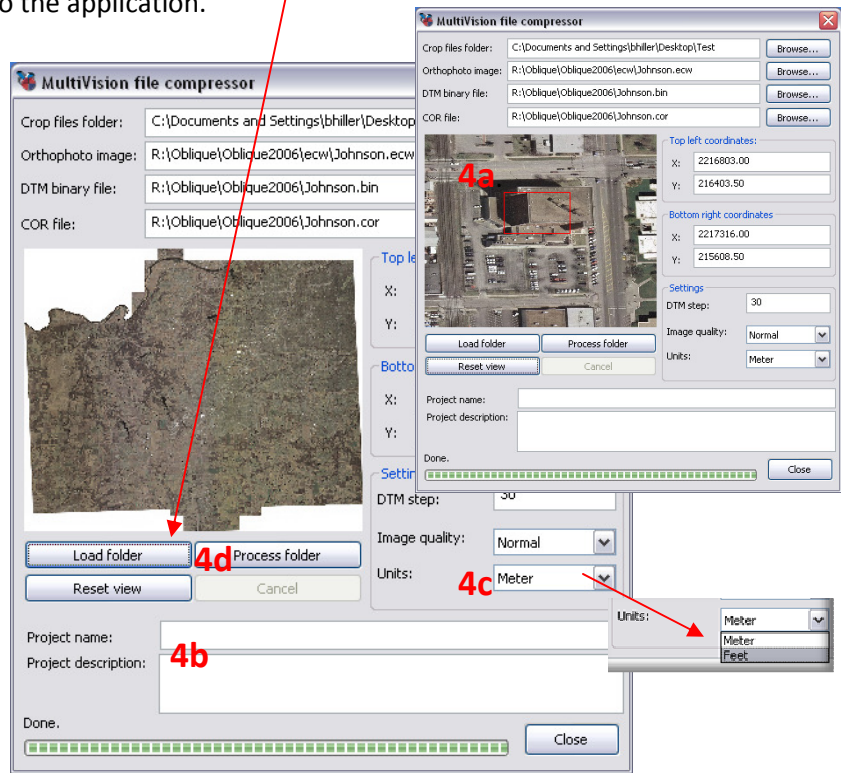 to the application.
MultiVision file compressor
Crop files folder: C:\Documents and Settings\bhiller\Desktop\Test Browse...
Orthophoto image: R:\Oblique\Oblique2006\ecw\Johnson.ecw Browse...
DTM binary file: R:\Oblique\Oblique2006\Johnson.bin Browse...
COR file: R:\Oblique\Oblique2006\Johnson.cor Browse...
4a.
Top left coordinates:
X: 2216803.00
Y: 216403.50
Bottom right coordinates
X: 2217316.00
Y: 215608.50
Settings
DTM step: 30
Image quality: Normal
Units: Meter
Load folder Process folder
Reset view Cancel
Project name:
Project description:
Done.
Close
MultiVision file compressor
Crop files folder: C:\Documents and Settings\bhiller\Desktop
Orthophoto image: R:\Oblique\Oblique2006\ecw\Johnson.ecw
DTM binary file: R:\Oblique\Oblique2006\Johnson.bin
COR file: R:\Oblique\Oblique2006\Johnson.cor
Top le
X:
Y:
Botto
X:
Y:
Settin
DTM step: 30
Image quality: Normal
Units: 4c Meter
Load folder 4d Process folder
Reset view Cancel
Project name:
Project description: 4b
Done.
Close
Units: Meter
Meter
Feet